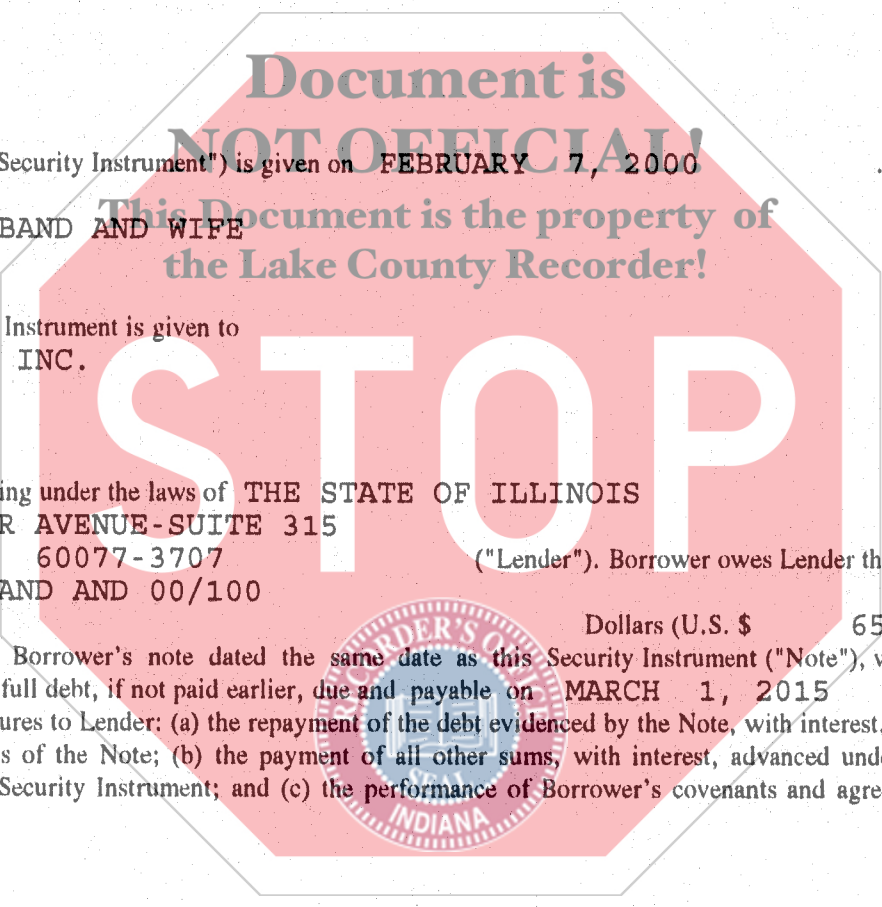 Document is
NOT OFFICIAL!
Security Instrument") is given on FEBRUARY 7, 2000 .
This Document is the property of
BAND AND WIFE
the Lake County Recorder!
Instrument is given to
INC.
STOP
ing under the laws of THE STATE OF ILLINOIS
R AVENUE-SUITE 315
60077-3707 ("Lender"). Borrower owes Lender th
AND AND 00/100
Dollars (U.S. $ 65
Borrower's note dated the same date as this Security Instrument ("Note"), w
full debt, if not paid earlier, due and payable on MARCH 1, 2015
ures to Lender: (a) the repayment of the debt evidenced by the Note, with interest,
s of the Note; (b) the payment of all other sums, with interest, advanced unde
Security Instrument; and (c) the performance of Borrower's covenants and agre
RECORDER'S OFFICE
SEAL
INDIANA